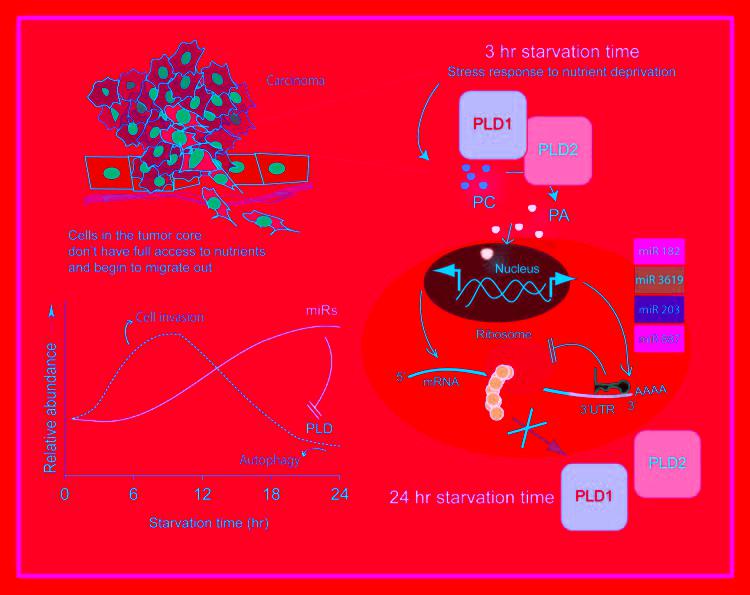 3 hr starvation time
Stress response to nutrient deprivation
Carcinoma
PLD1
PLD2
PC
PA
Cells in the tumor core
don't have full access to nutrients
and begin to migrate out
Nucleus
miR 182
miR 3619
miR 203
Ribosome
miRs
Cell invasion
Relative abundance
PLD
Autophagy
0 6 12 18 24
Starvation time (hr)
5'
mRNA
3'UTR
3'
AAAA
PLD2
24 hr starvation time
PLD1